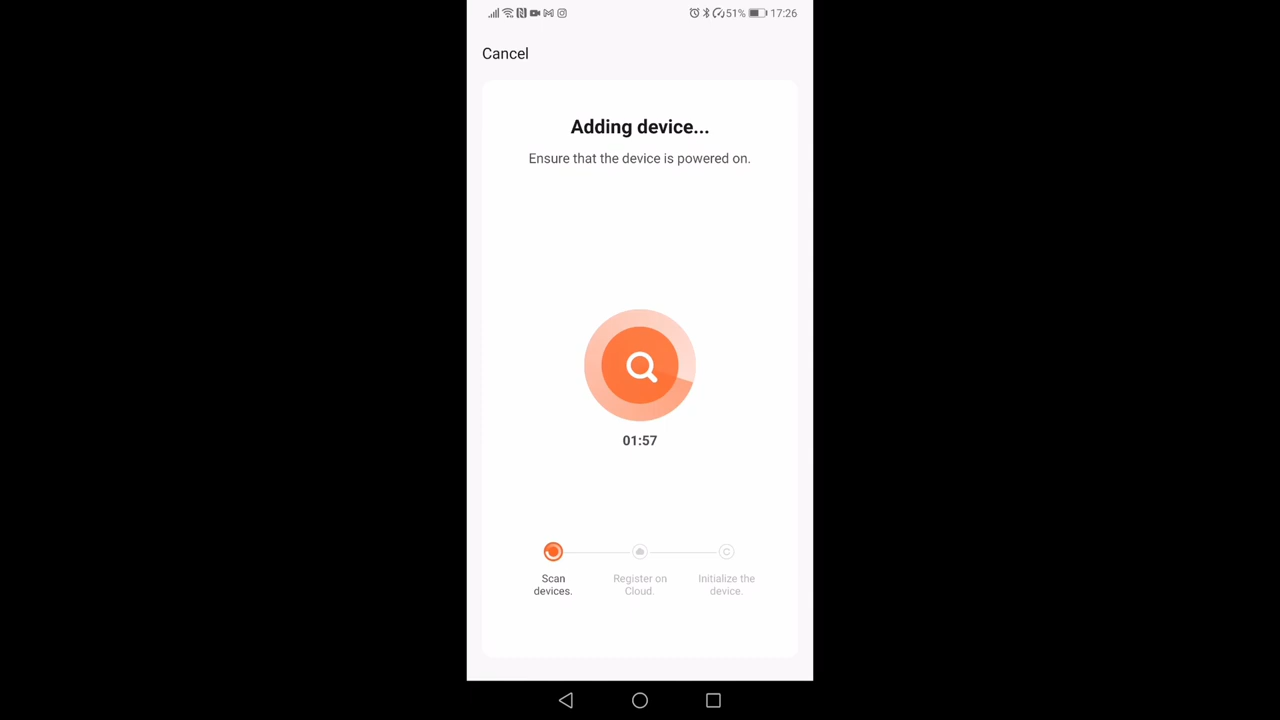 51% 17:26
Cancel
Adding device...
Ensure that the device is powered on.
01:57
Scan
devices.
Register on
Cloud.
Initialize the
device.